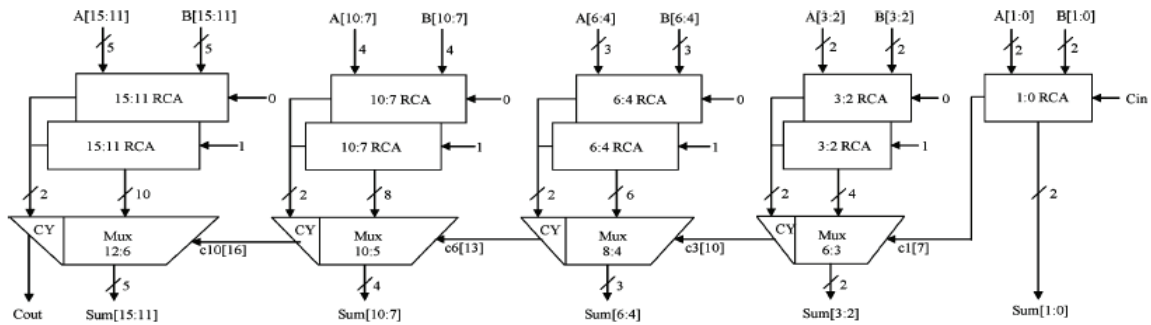 A[15:11] B[15:11] A[10:7] B[10:7] A[6:4] B[6:4] A[3:2] B[3:2] A[1:0] B[1:0]
5 5 4 4 3 3 2 2 2 2
15:11 RCA 0 10:7 RCA 0 6:4 RCA 0 3:2 RCA 0 1:0 RCA Cin
15:11 RCA 1 10:7 RCA 1 6:4 RCA 1 3:2 RCA 1
2 10 2 8 2 6 2 4 2
CY Mux 12:6 c10[16] CY Mux 10:5 c6[13] CY Mux 8:4 c3[10] CY Mux 6:3 c1[7]
5 4 3 2
Cout Sum[15:11] Sum[10:7] Sum[6:4] Sum[3:2] Sum[1:0]